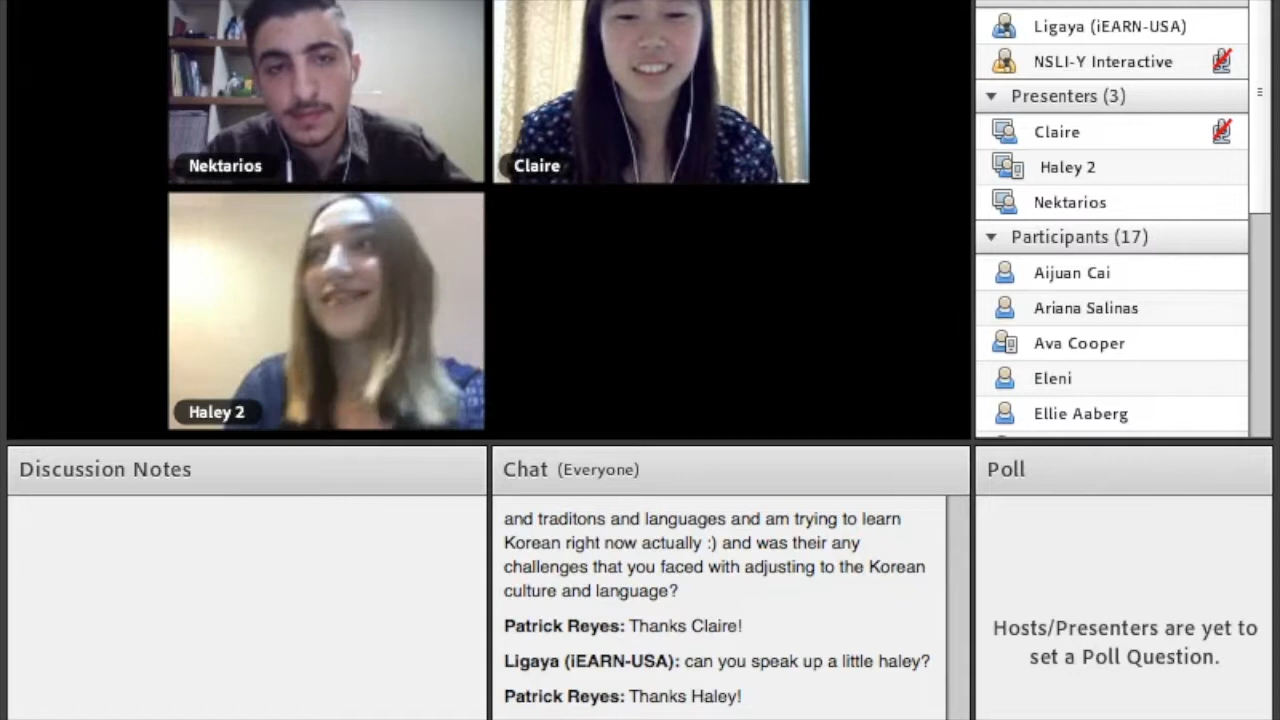 Nektarios
Claire
Haley 2
Ligaya (iEARN-USA)
NSLI-Y Interactive
Presenters (3)
Claire
Haley 2
Nektarios
Participants (17)
Aijuan Cai
Ariana Salinas
Ava Cooper
Eleni
Ellie Aaberg
Discussion Notes
Chat (Everyone)
and traditons and languages and am trying to learn
Korean right now actually :) and was their any
challenges that you faced with adjusting to the Korean
culture and language?
Patrick Reyes: Thanks Claire!
Ligaya (iEARN-USA): can you speak up a little haley?
Patrick Reyes: Thanks Haley!
Poll
Hosts/Presenters are yet to
set a Poll Question.